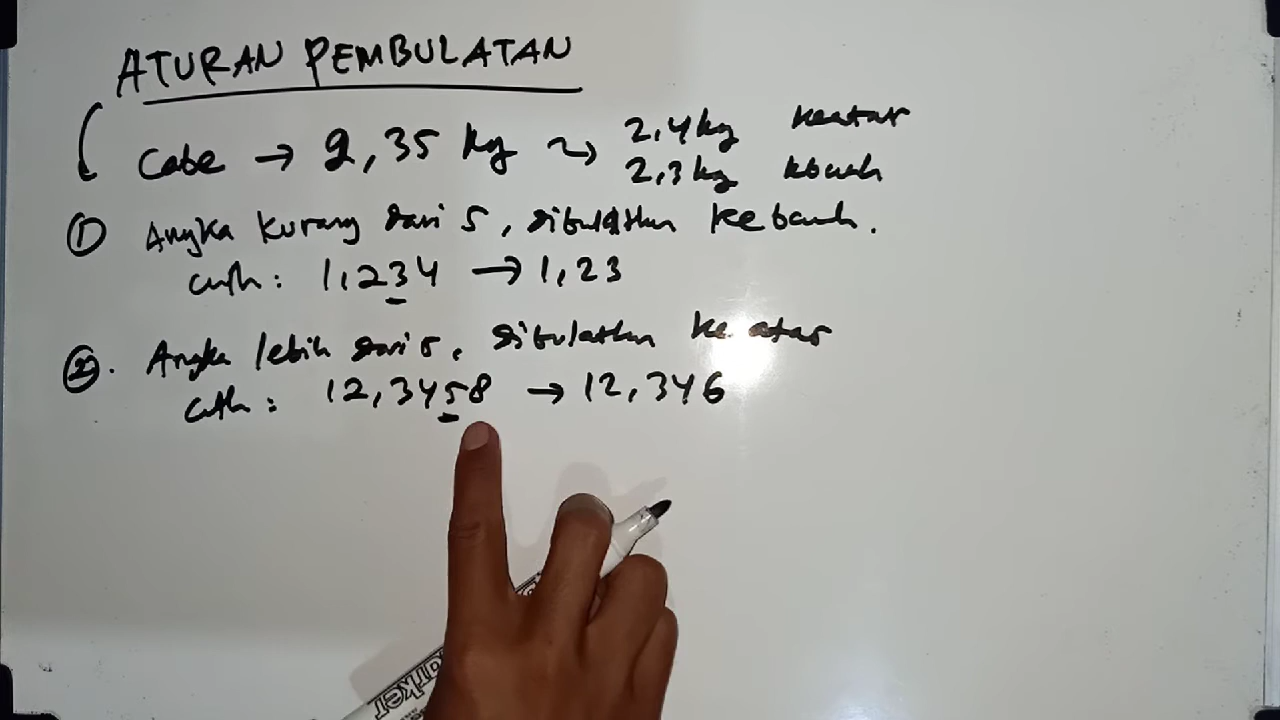 ATURAN PEMBULATAN
Cabe → 2,35 kg ~> 2,4 kg keatas
2,3 kg kbawah
① Angka kurang dari 5, dibulatkan kebawah.
cnth: 1,234 → 1,23
②. Angka lebih dari 5, dibulatkan ke atas
cnth: 12,3458 → 12,346
arker